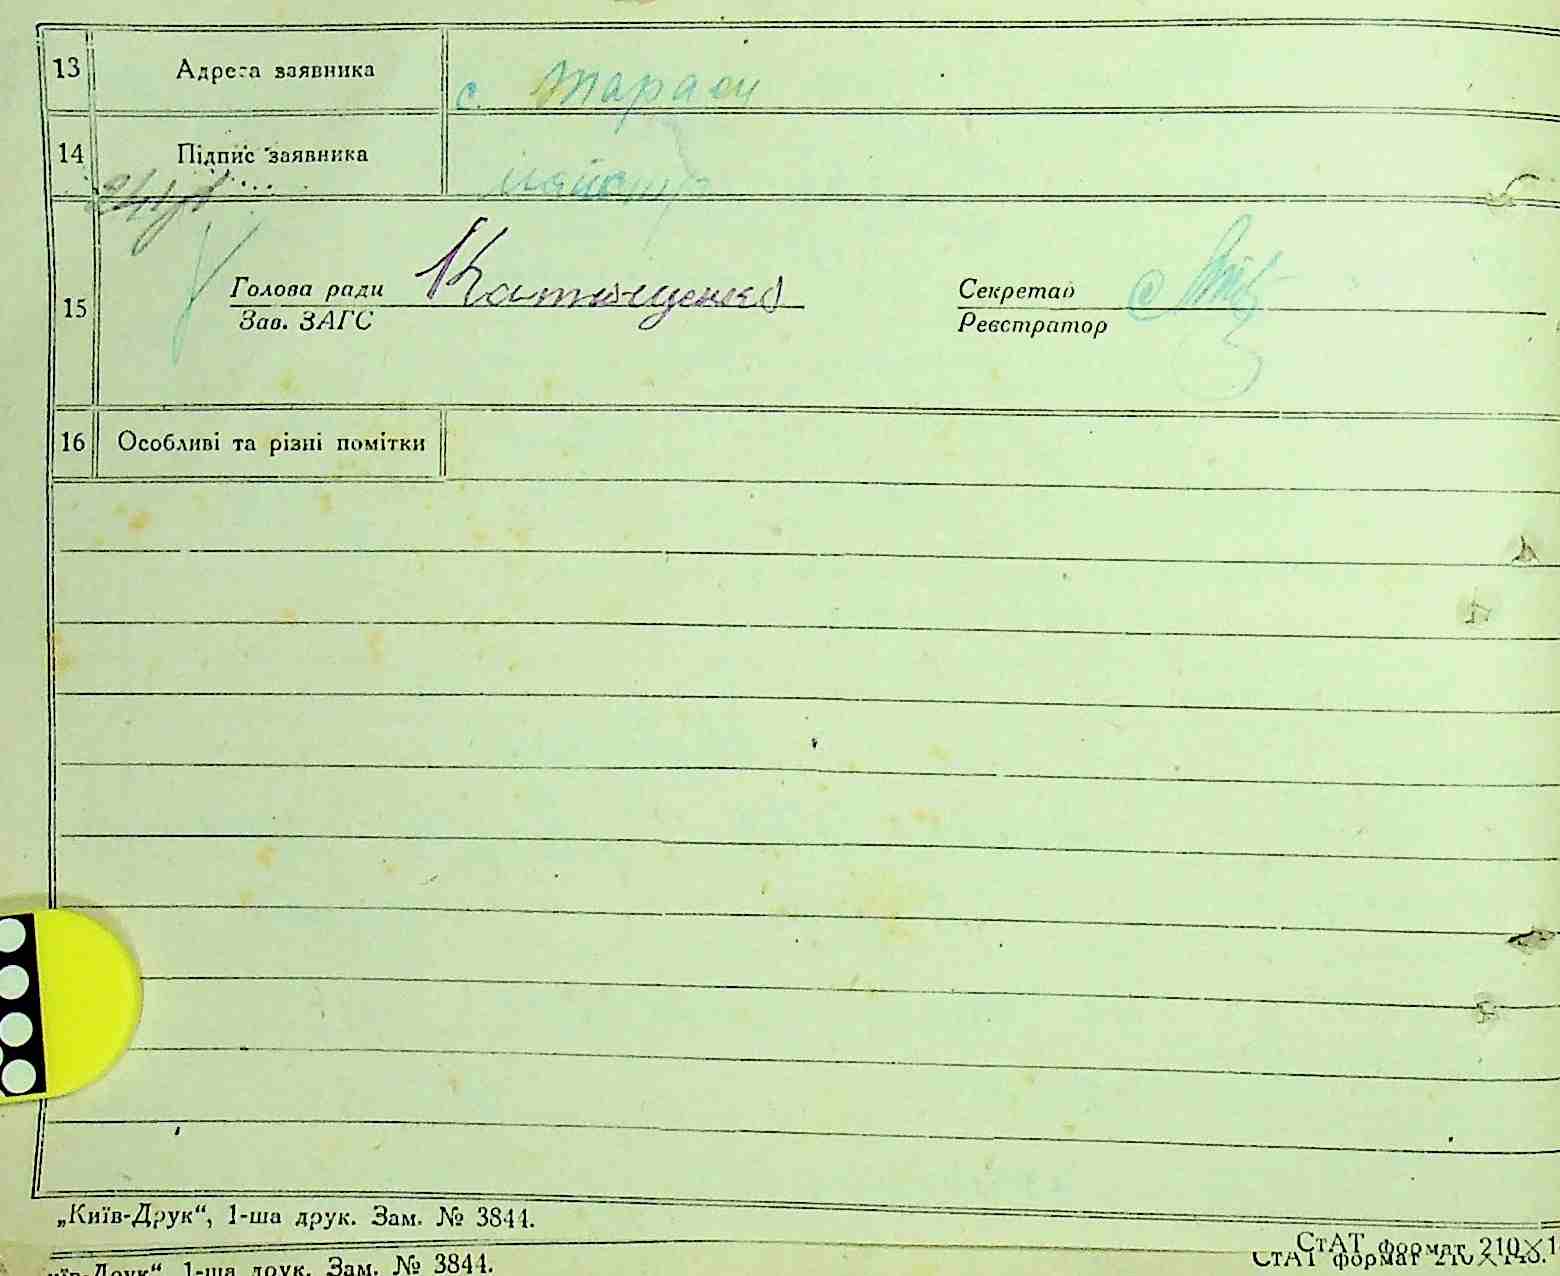 13 Адреса заявника с. Тараси
14 Підпис заявника
15 Голова ради Секретар
Зав. ЗАГС Реєстратор
16 Особливі та різні помітки
„Київ-Друк“, 1-ша друк. Зам. № 3844.
СтАТ формат 210×1
иїв-Друк“, 1-ша друк. Зам. № 3844. СтАТ формат 210×148.